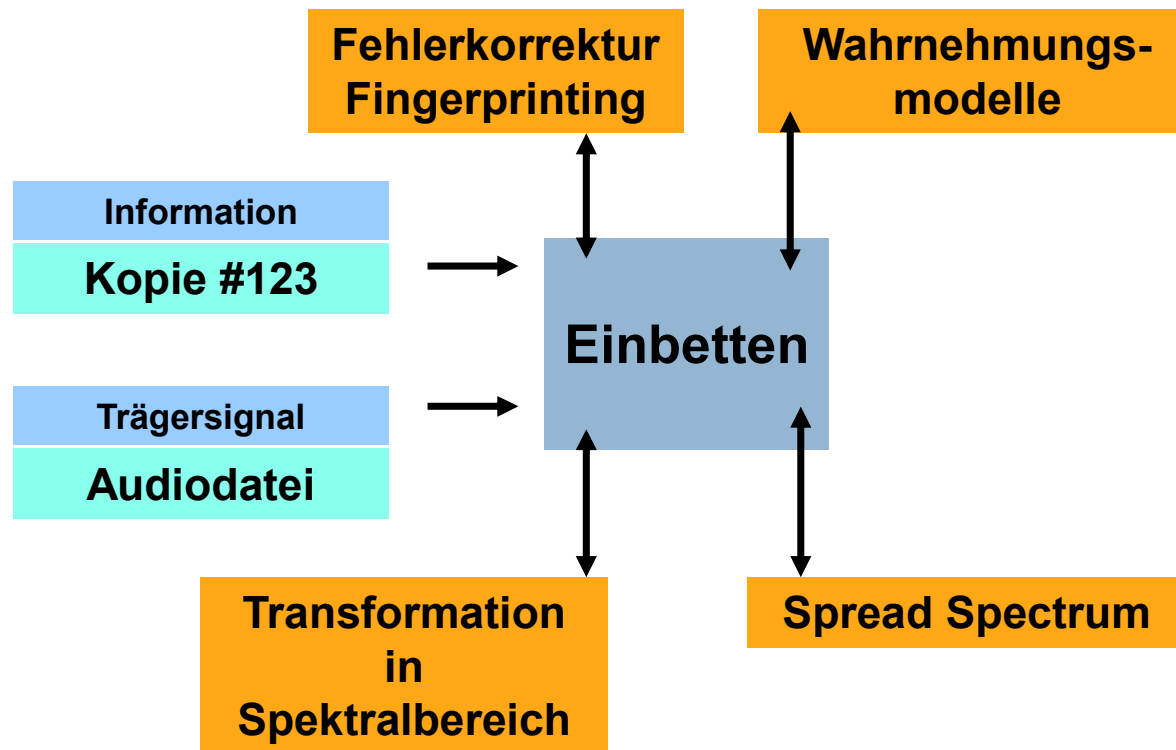 Fehlerkorrektur
Fingerprinting
Wahrnehmungs-
modelle
Information
Kopie #123
Einbetten
Trägersignal
Audiodatei
Transformation
in
Spektralbereich
Spread Spectrum